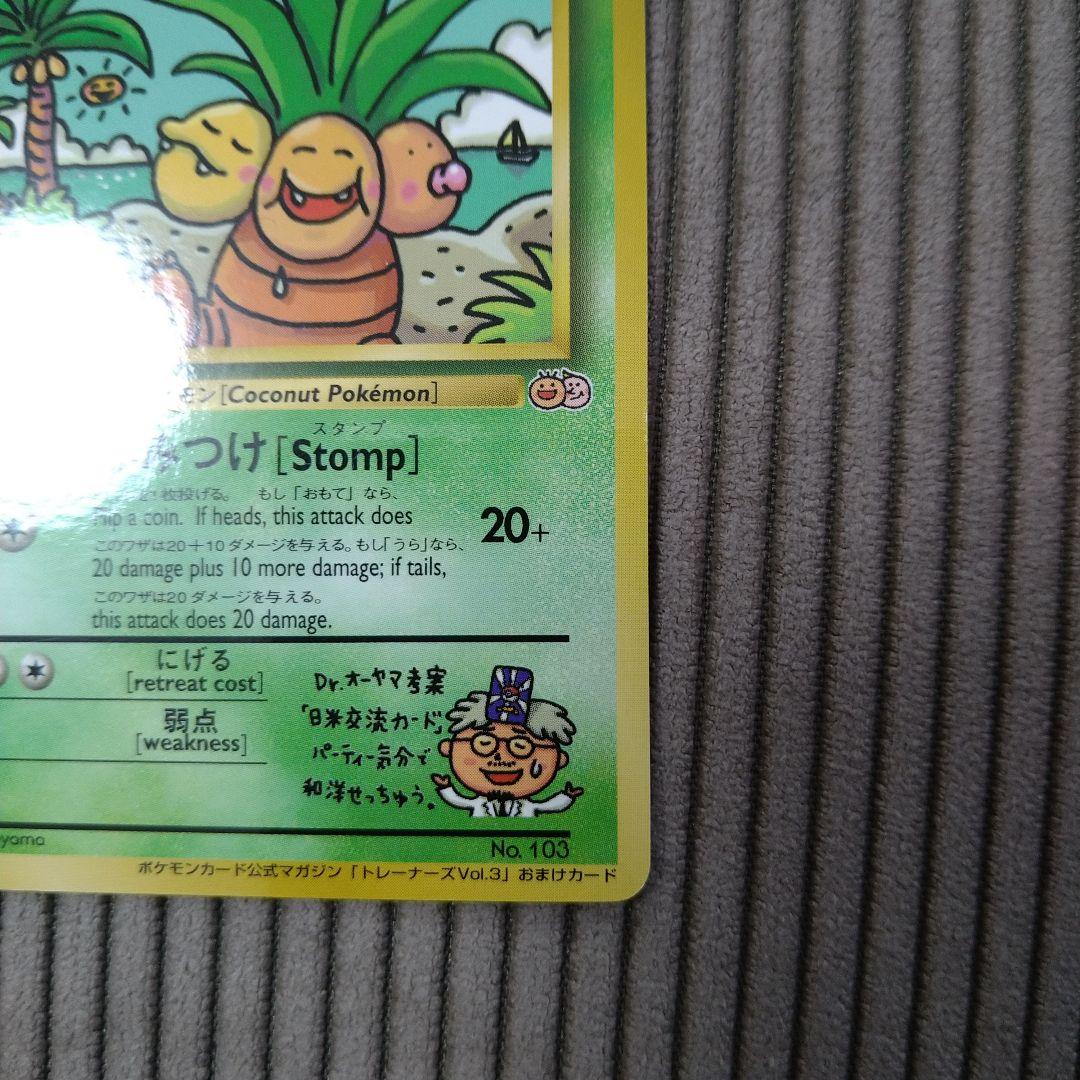 モン[Coconut Pokémon]
スタンプ
つけ[Stomp]
枚投げる。 もし「おもて」なら、
a coin. If heads, this attack does
20+
このワザは20+10ダメージを与える。もし「うら」なら、
20 damage plus 10 more damage; if tails,
このワザは20ダメージを与える。
this attack does 20 damage.
にげる
[retreat cost]
弱点
[weakness]
Dr.オーヤマ考案
「日米交流カード」
パーティー気分で
和洋せっちゅう。
yama
No. 103
ポケモンカード公式マガジン「トレーナーズVol.3」おまけカード